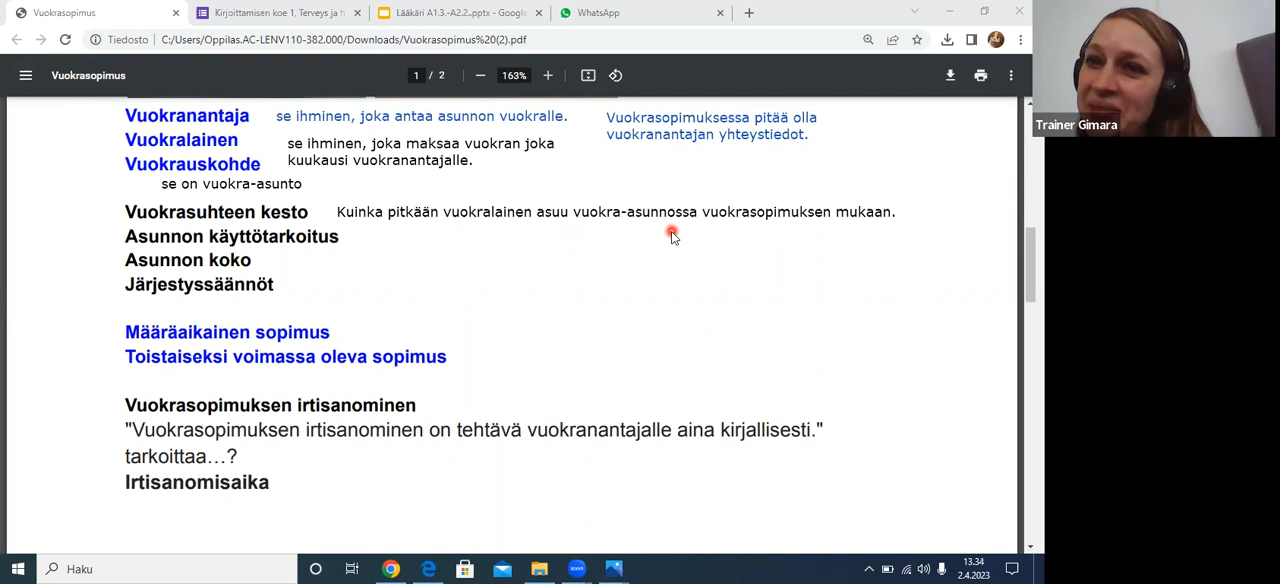 Vuokrasopimus
Kirjoittamisen koe 1, Terveys ja h
Lääkäri A1.3.-A2.2..pptx - Google
WhatsApp
Tiedosto
C:/Users/Oppilas.AC-LENV110-382.000/Downloads/Vuokrasopimus%20(2).pdf
Vuokrasopimus
1 / 2
163%
Trainer Gimara
Vuokranantaja se ihminen, joka antaa asunnon vuokralle.
Vuokrasopimuksessa pitää olla
vuokranantajan yhteystiedot.
Vuokralainen
se ihminen, joka maksaa vuokran joka
kuukausi vuokranantajalle.
Vuokrauskohde
se on vuokra-asunto
Vuokrasuhteen kesto Kuinka pitkään vuokralainen asuu vuokra-asunnossa vuokrasopimuksen mukaan.
Asunnon käyttötarkoitus
Asunnon koko
Järjestyssäännöt
Määräaikainen sopimus
Toistaiseksi voimassa oleva sopimus
Vuokrasopimuksen irtisanominen
"Vuokrasopimuksen irtisanominen on tehtävä vuokranantajalle aina kirjallisesti."
tarkoittaa…?
Irtisanomisaika
Haku
13.34
2.4.2023